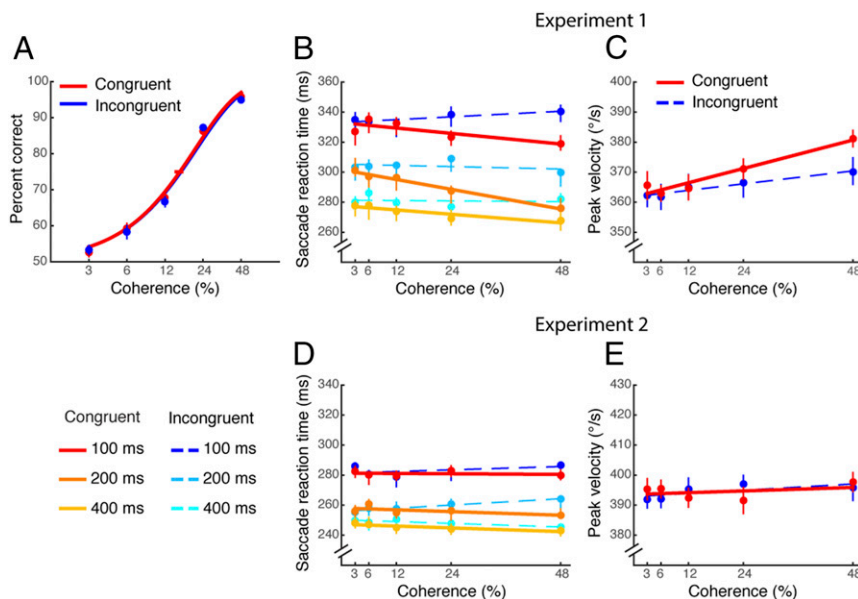 Experiment 1
A
B
C
100
90
80
70
60
50
Percent correct
Congruent
Incongruent
3
6
12
24
48
Coherence (%)
360
340
320
300
280
260
Saccade reaction time (ms)
3 6 12 24 48
Coherence (%)
400
390
380
370
360
350
Peak velocity (°/s)
Congruent
Incongruent
3 6 12 24 48
Coherence (%)
Experiment 2
D
E
Congruent Incongruent
100 ms 100 ms
200 ms 200 ms
400 ms 400 ms
340
320
300
280
260
240
Saccade reaction time (ms)
3 6 12 24 48
Coherence (%)
430
420
410
400
390
380
Peak velocity (°/s)
3 6 12 24 48
Coherence (%)